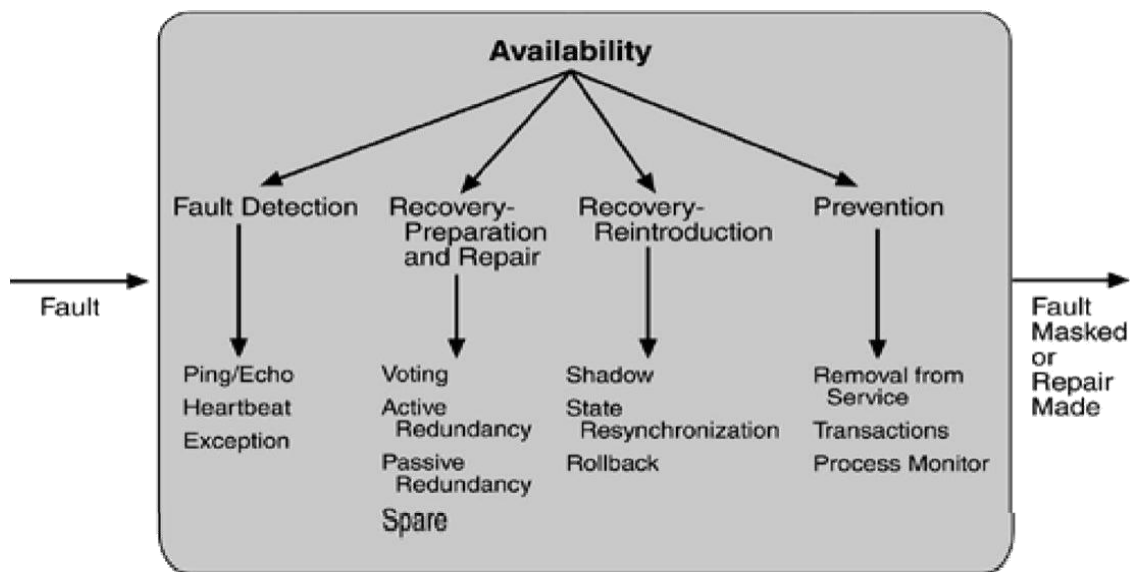 Availability
Fault Detection
Recovery-
Preparation
and Repair
Recovery-
Reintroduction
Prevention
Fault
Ping/Echo
Heartbeat
Exception
Voting
Active
Redundancy
Passive
Redundancy
Spare
Shadow
State
Resynchronization
Rollback
Removal from
Service
Transactions
Process Monitor
Fault
Masked
or
Repair
Made